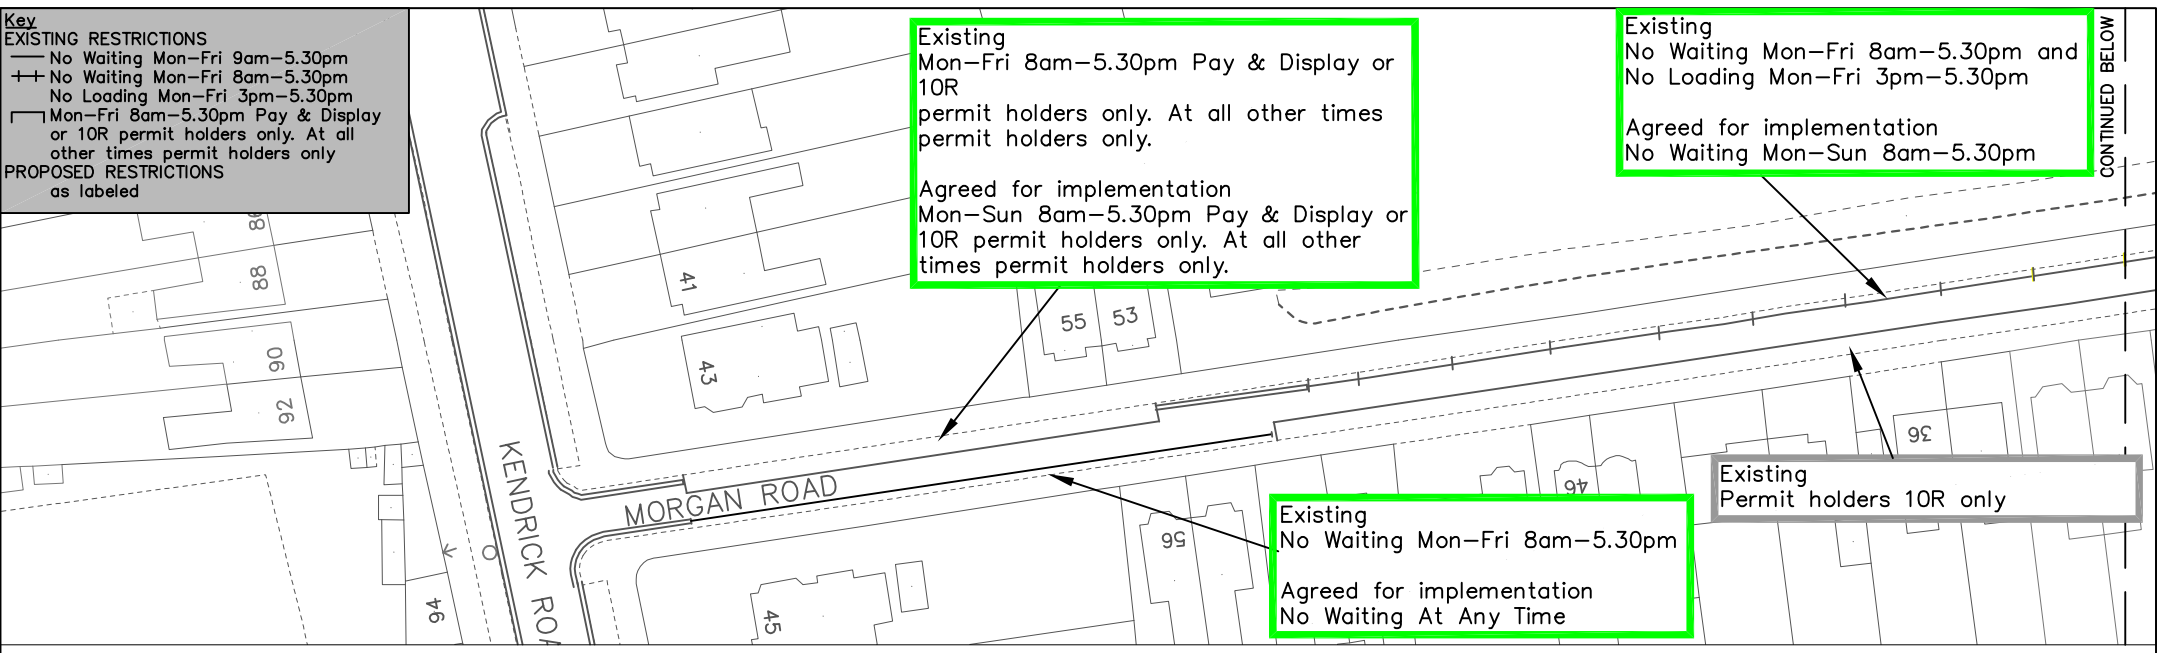 Key
EXISTING RESTRICTIONS
No Waiting Mon-Fri 9am-5.30pm
No Waiting Mon-Fri 8am-5.30pm
No Loading Mon-Fri 3pm-5.30pm
Mon-Fri 8am-5.30pm Pay & Display
or 10R permit holders only. At all
other times permit holders only
PROPOSED RESTRICTIONS
as labeled
Existing
Mon-Fri 8am-5.30pm Pay & Display or
10R
permit holders only. At all other times
permit holders only.
Agreed for implementation
Mon-Sun 8am-5.30pm Pay & Display or
10R permit holders only. At all other
times permit holders only.
Existing
No Waiting Mon-Fri 8am-5.30pm and
No Loading Mon-Fri 3pm-5.30pm
Agreed for implementation
No Waiting Mon-Sun 8am-5.30pm
CONTINUED BELOW
88
90
92
94
41
43
45
55
53
56
46
36
KENDRICK ROA
MORGAN ROAD
Existing
Permit holders 10R only
Existing
No Waiting Mon-Fri 8am-5.30pm
Agreed for implementation
No Waiting At Any Time